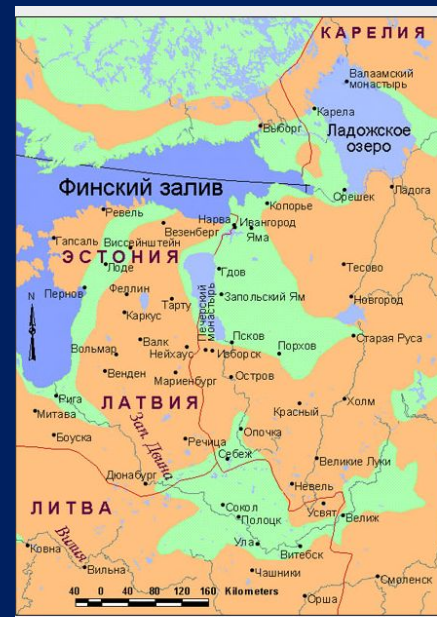 КАРЕЛИЯ
Валаамский
монастырь
Карела
Ладожское
озеро
Выборг
Финский залив
Орешек
Ладога
Ревель
Копорье
Нарва
Ивангород
Везенберг
Яма
Гапсаль
Виссейнштейн
ЭСТОНИЯ
Лоде
Гдов
Тесово
N
Пернов
Феллин
Тарту
Запольский Ям
Новгород
Каркус
Печерский
монастырь
Псков
Старая Руса
Вольмар
Валк
Нейхаус
Изборск
Порхов
Венден
Мариенбург
Остров
Рига
ЛАТВИЯ
Красный
Холм
Митава
Зап. Двина
Опочка
Боуска
Речица
Себеж
Великие Луки
Дюнабург
Невель
ЛИТВА
Сокол
Усвят
Полоцк
Велиж
Вилия
Ула
Витебск
Ковна
Вильна
Чашники
Смоленск
40 0 40 80 120 160 Kilometers
Орша